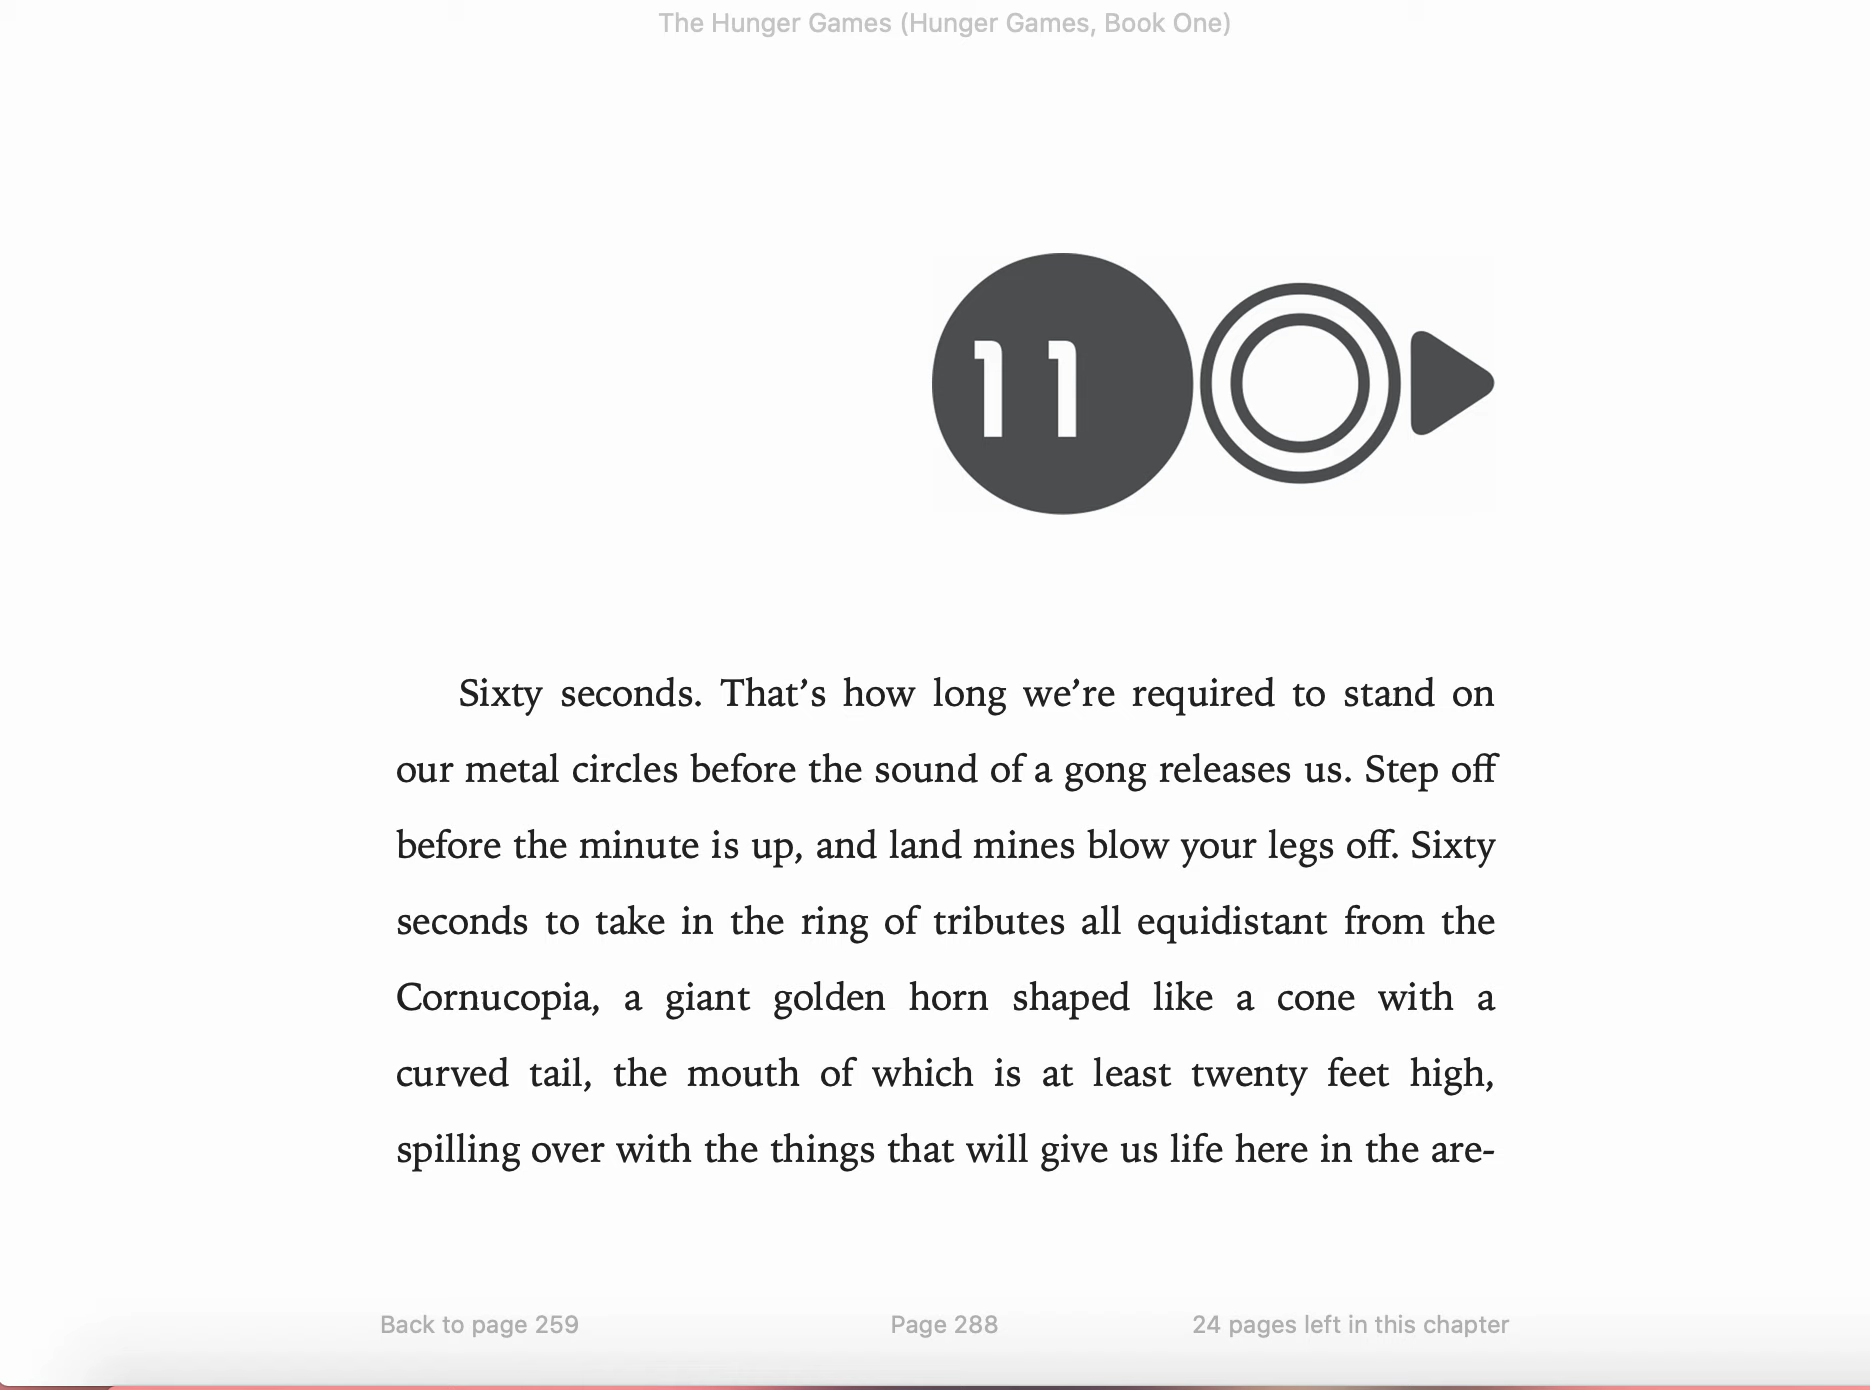 The Hunger Games (Hunger Games, Book One)
11
Sixty seconds. That’s how long we’re required to stand on
our metal circles before the sound of a gong releases us. Step off
before the minute is up, and land mines blow your legs off. Sixty
seconds to take in the ring of tributes all equidistant from the
Cornucopia, a giant golden horn shaped like a cone with a
curved tail, the mouth of which is at least twenty feet high,
spilling over with the things that will give us life here in the are-
Back to page 259
Page 288
24 pages left in this chapter